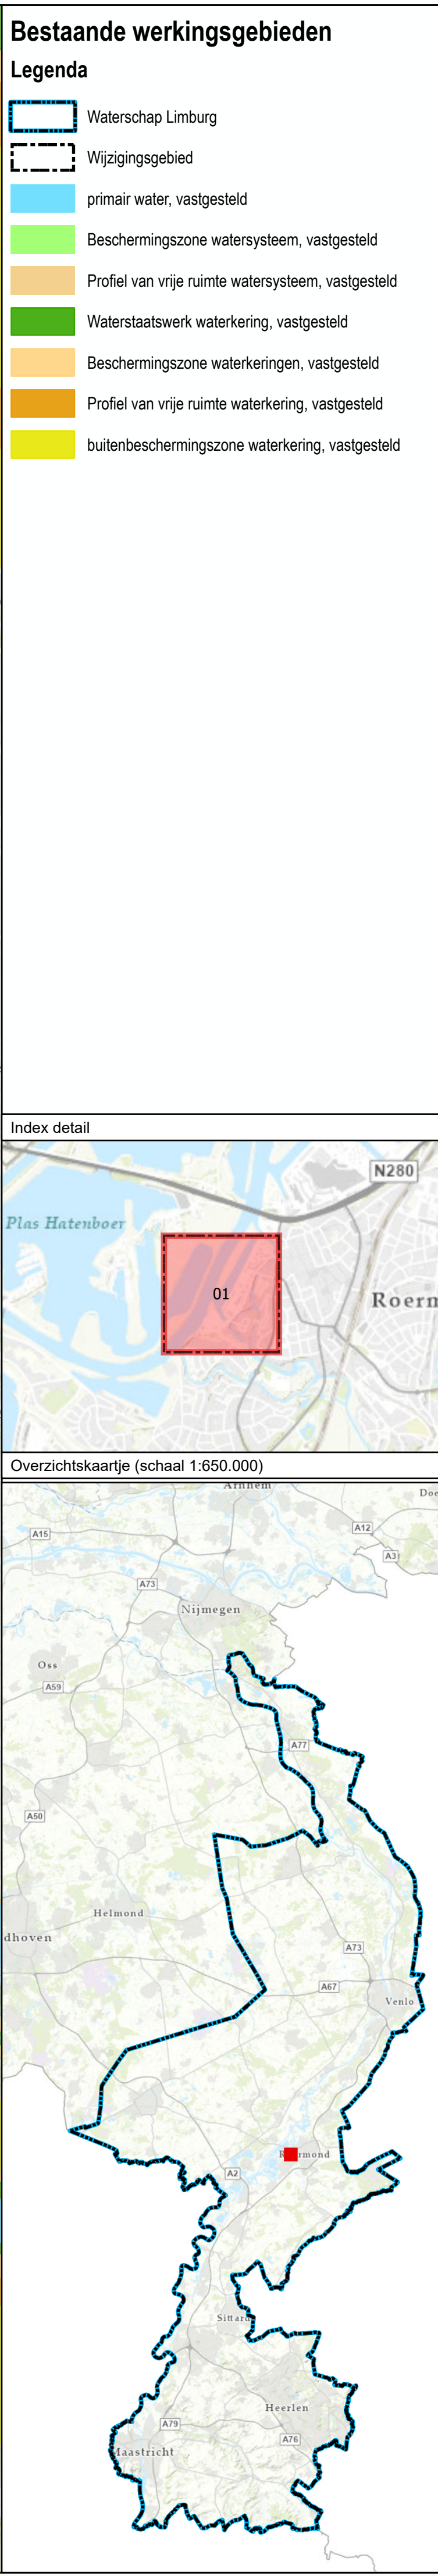 Bestaande werkingsgebieden
Legenda
Waterschap Limburg
Wijzigingsgebied
primair water, vastgesteld
Beschermingszone watersysteem, vastgesteld
Profiel van vrije ruimte watersysteem, vastgesteld
Waterstaatswerk waterkering, vastgesteld
Beschermingszone waterkeringen, vastgesteld
Profiel van vrije ruimte waterkering, vastgesteld
buitenbeschermingszone waterkering, vastgesteld
Index detail
N280
Plas Hatenboer
01
Roerm
Overzichtskaartje (schaal 1:650.000)
Arnhem
Doe
A15
A12
A3
A73
Nijmegen
Oss
A59
A77
A50
Helmond
dhoven
A73
A67
Venlo
R rmond
A2
Sittard
Heerlen
A79
A76
Maastricht